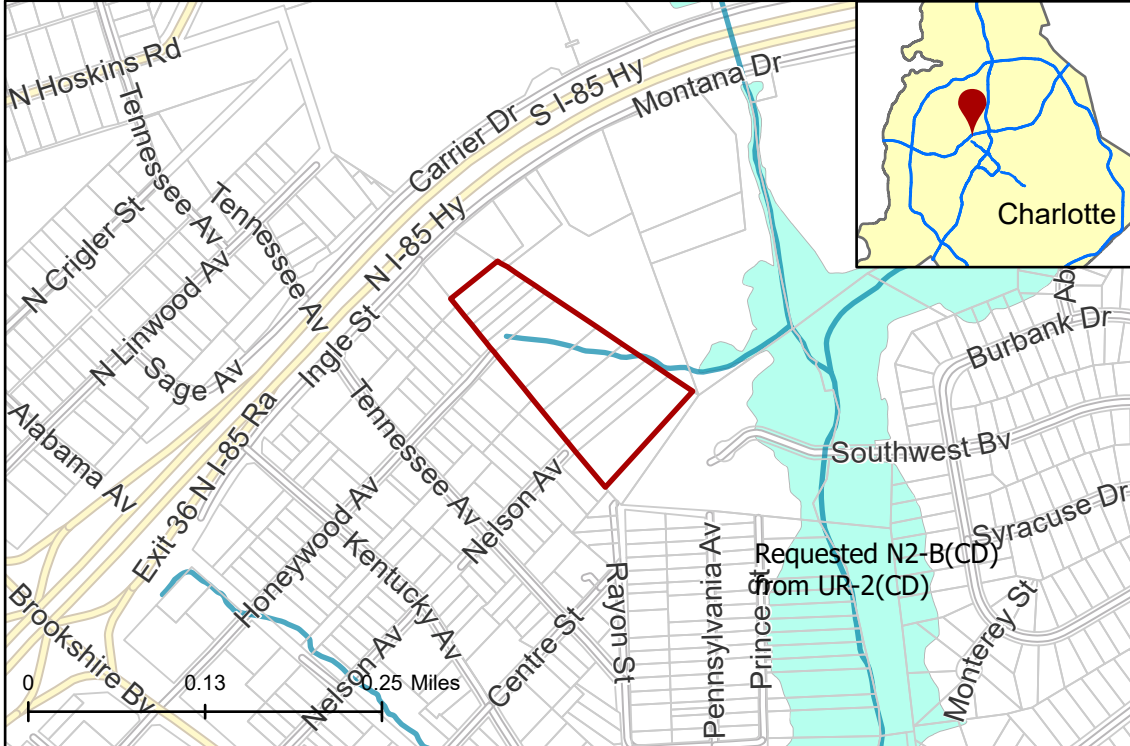 N Hoskins Rd
Tennessee Av
Carrier Dr
S I-85 Hy
Montana Dr
Charlotte
N Crigler St
Tennessee Av
N I-85 Hy
N Linwood Av
Sage Av
Ingle St
Burbank Dr
Alabama Av
Exit 36 N I-85 Ra
Tennessee Av
Southwest Bv
Honeywood Av
Nelson Av
Syracuse Dr
Requested N2-B(CD)
from UR-2(CD)
Kentucky Av
Brookshire Bv
Rayon St
Pennsylvania Av
Prince St
Monterey St
Centre St
Nelson Av
0 0.13 0.25 Miles